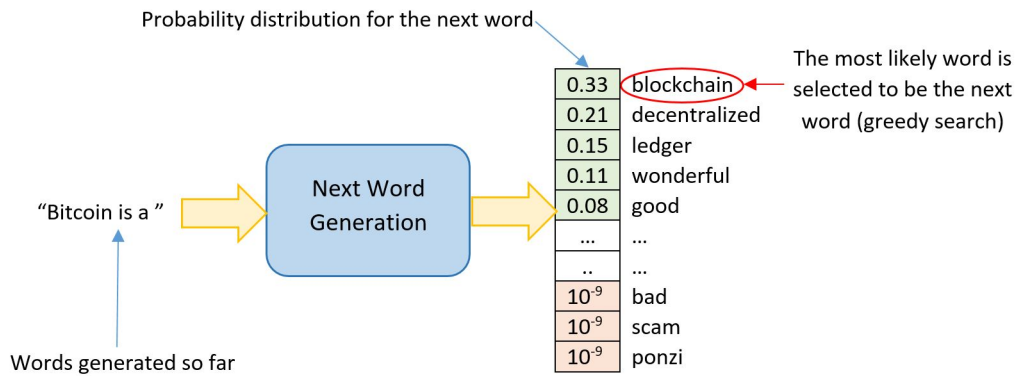 Probability distribution for the next word
The most likely word is
selected to be the next
word (greedy search)
0.33 blockchain
0.21 decentralized
0.15 ledger
0.11 wonderful
0.08 good
... ...
.. ...
10⁻⁹ bad
10⁻⁹ scam
10⁻⁹ ponzi
Next Word
Generation
“Bitcoin is a ”
Words generated so far